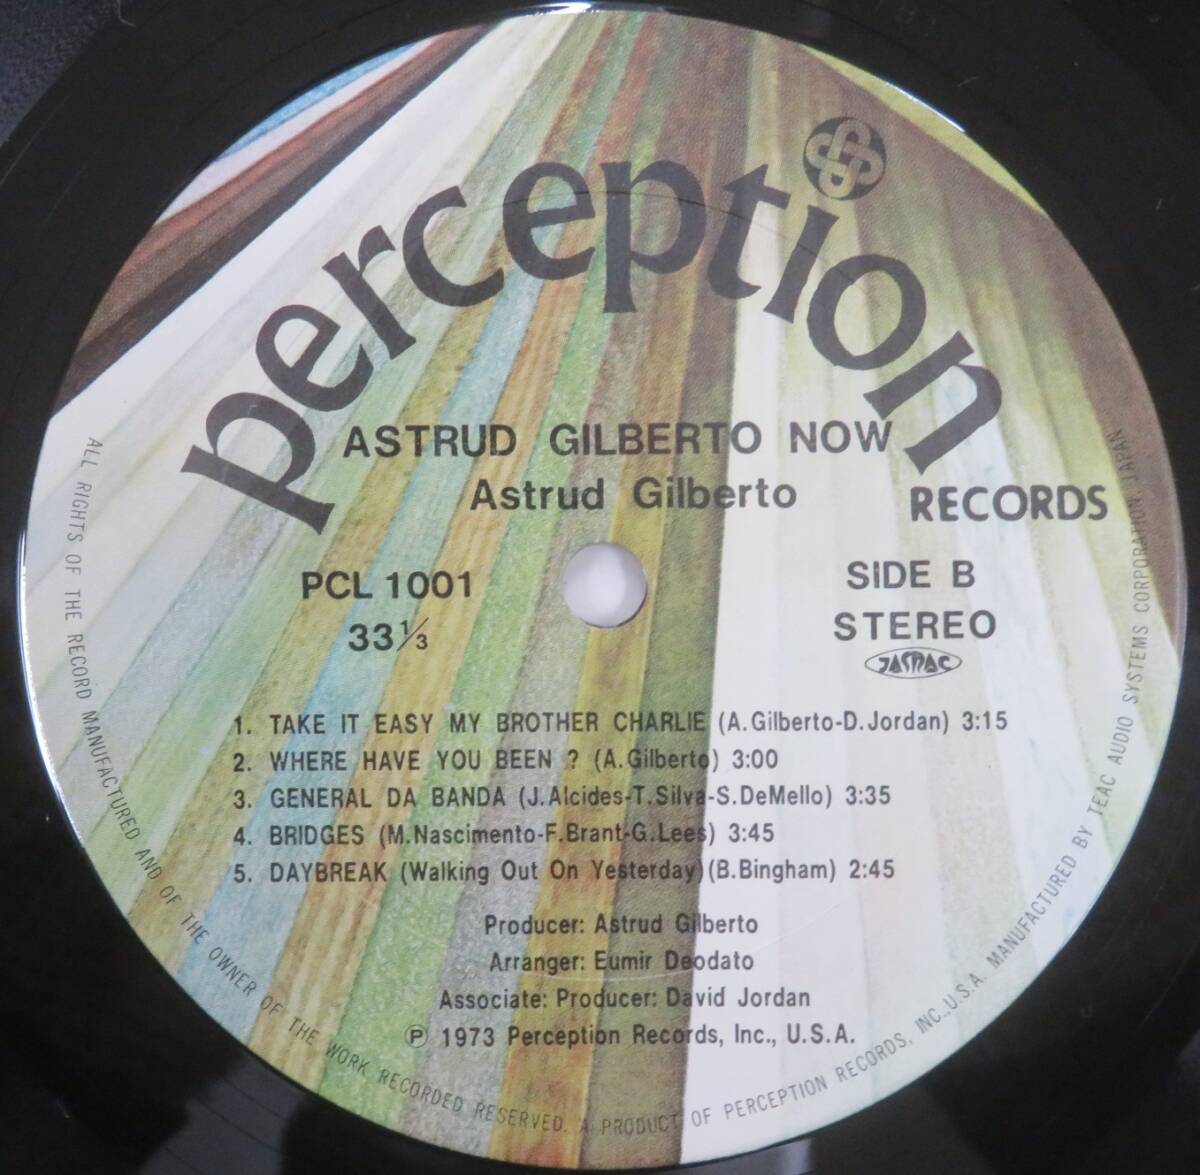 perception
RECORDS
ASTRUD GILBERTO NOW
Astrud Gilberto
PCL 1001
33 1/3
SIDE B
STEREO
JASRAC
1. TAKE IT EASY MY BROTHER CHARLIE (A.Gilberto-D.Jordan) 3:15
2. WHERE HAVE YOU BEEN ? (A.Gilberto) 3:00
3. GENERAL DA BANDA (J.Alcides-T.Silva-S.DeMello) 3:35
4. BRIDGES (M.Nascimento-F.Brant-G.Lees) 3:45
5. DAYBREAK (Walking Out On Yesterday)(B.Bingham) 2:45
Producer: Astrud Gilberto
Arranger: Eumir Deodato
Associate: Producer: David Jordan
℗ 1973 Perception Records, Inc., U.S.A.
ALL RIGHTS OF THE RECORD MANUFACTURED AND OF THE OWNER OF THE WORK RECORDED RESERVED. A PRODUCT OF PERCEPTION RECORDS, INC.,U.S.A. MANUFACTURED BY TEAC AUDIO SYSTEMS CORPORATION JAPAN